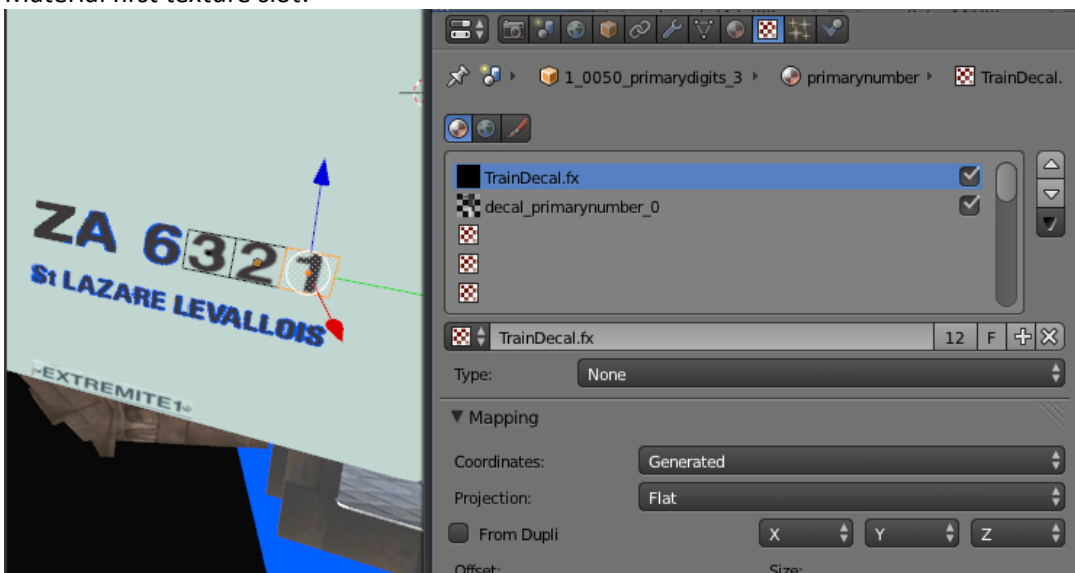 Material first texture slot:
1_0050_primarydigits_3
primarynumber
TrainDecal.
TrainDecal.fx
decal_primarynumber_0
ZA 6327
St LAZARE LEVALLOIS
EXTREMITE1
TrainDecal.fx
12
F
Type:
None
Mapping
Coordinates:
Generated
Projection:
Flat
From Dupli
X
Y
Z
Offset:
Size: